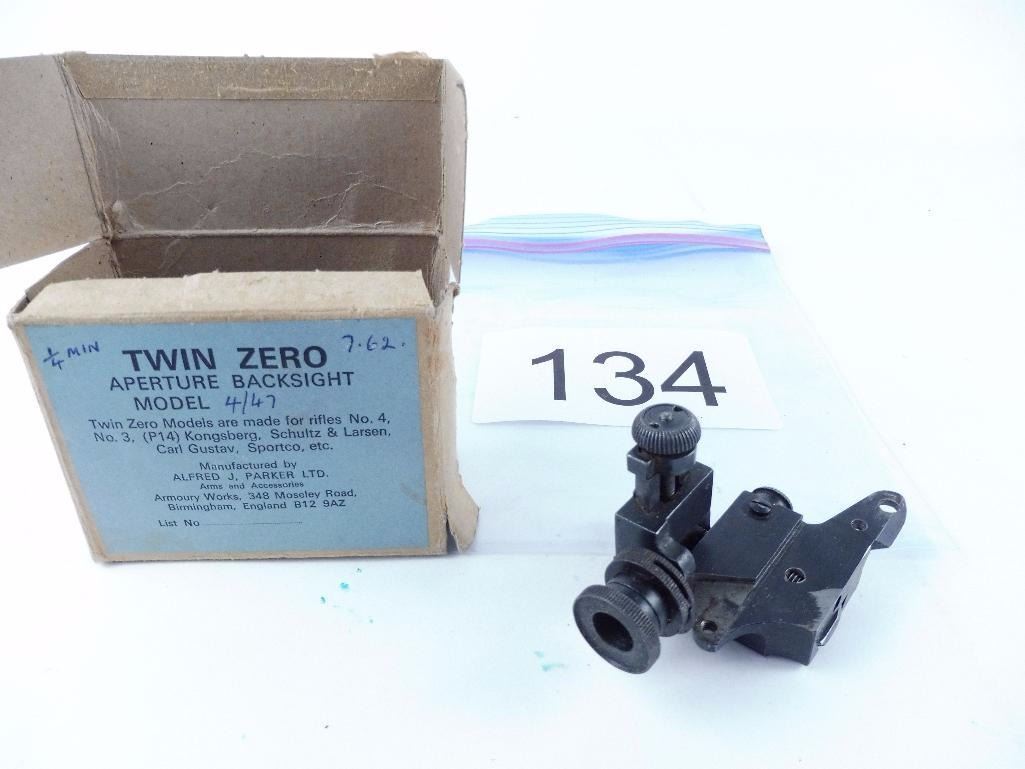 1/4 MIN
7.62.
TWIN ZERO
APERTURE BACKSIGHT
MODEL 4/47
Twin Zero Models are made for rifles No. 4,
No. 3, (P14) Kongsberg, Schultz & Larsen,
Carl Gustav, Sportco, etc.
Manufactured by
ALFRED J. PARKER LTD.
Arms and Accessories
Armoury Works, 348 Moseley Road,
Birmingham, England B12 9AZ
List No
134